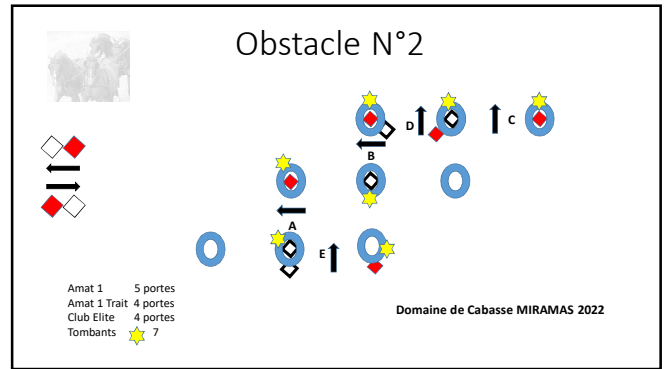 Obstacle N°2
D
C
B
A
E
Amat 1 5 portes
Amat 1 Trait 4 portes
Club Elite 4 portes
Tombants 7
Domaine de Cabasse MIRAMAS 2022